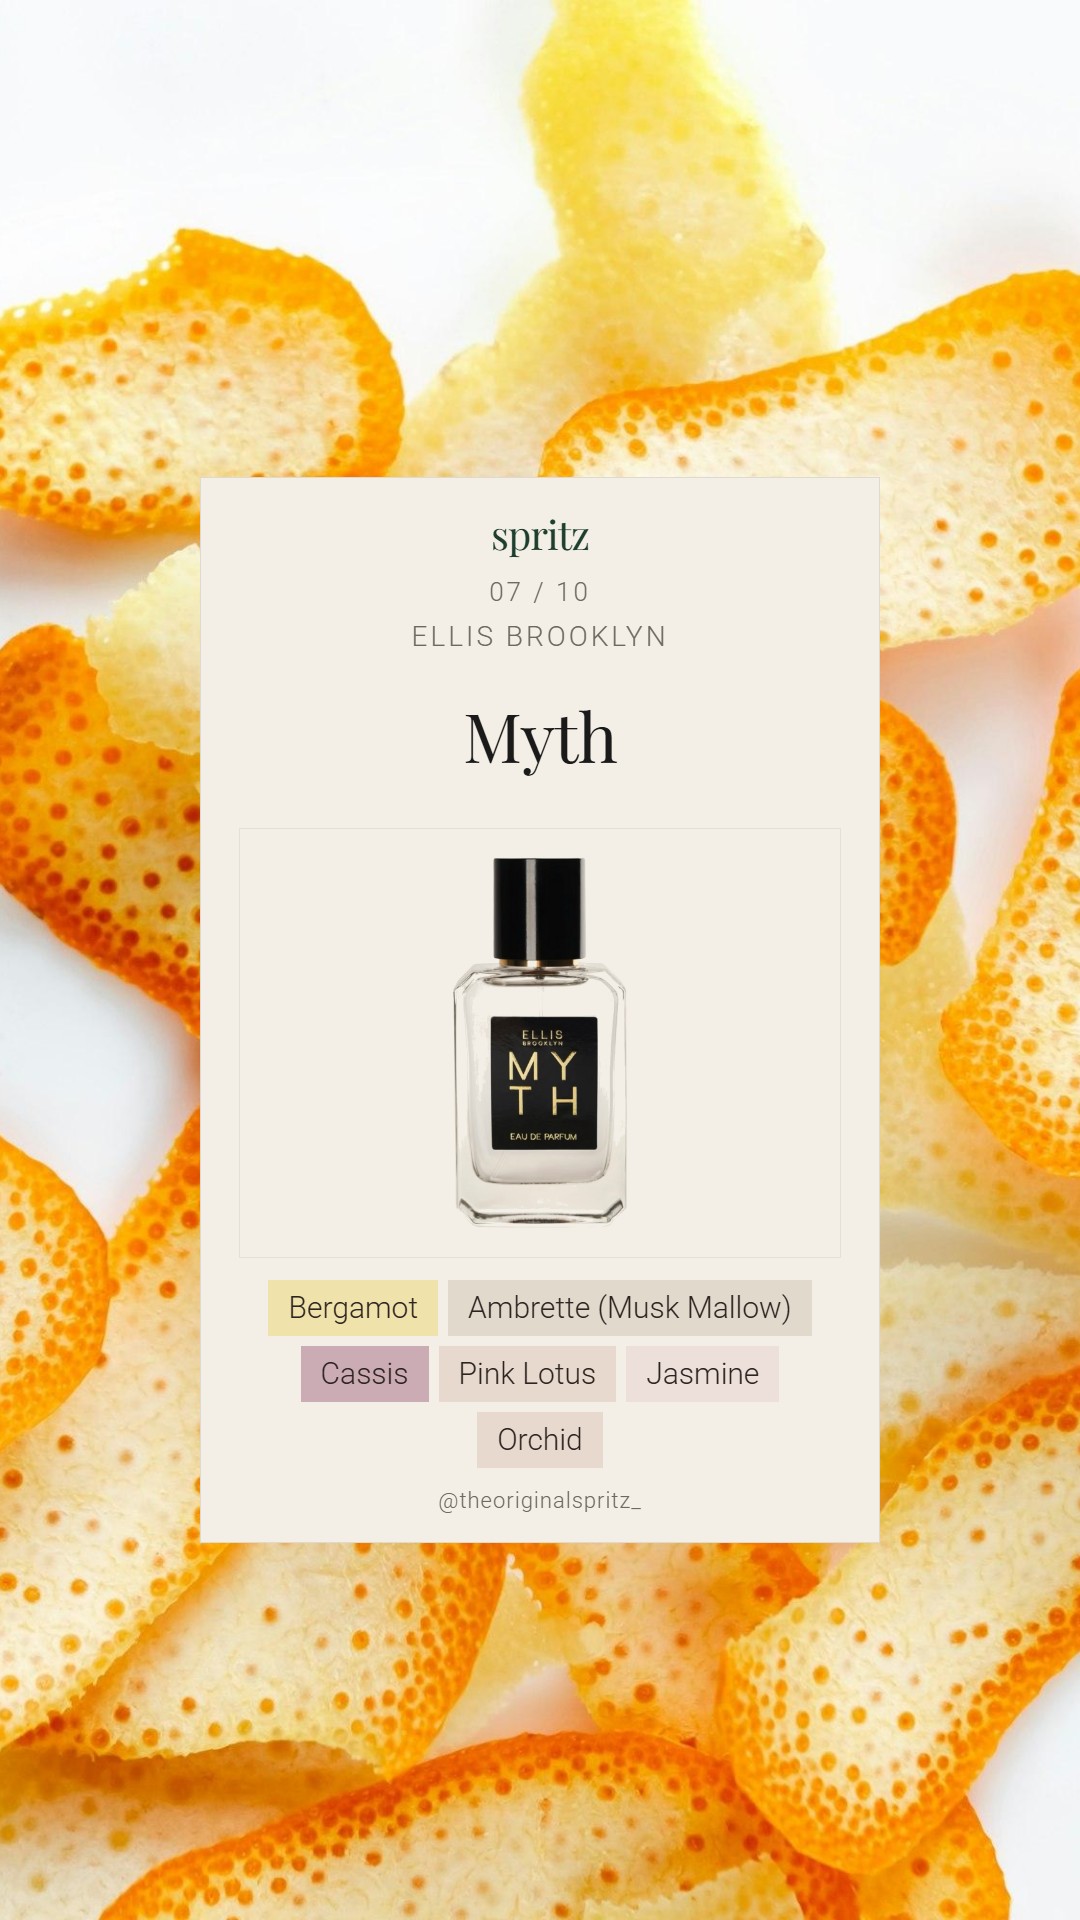 spritz
07 / 10
ELLIS BROOKLYN
Myth
ELLIS
BROOKLYN
MY
TH
EAU DE PARFUM
Bergamot Ambrette (Musk Mallow)
Cassis Pink Lotus Jasmine
Orchid
@theoriginalspritz_